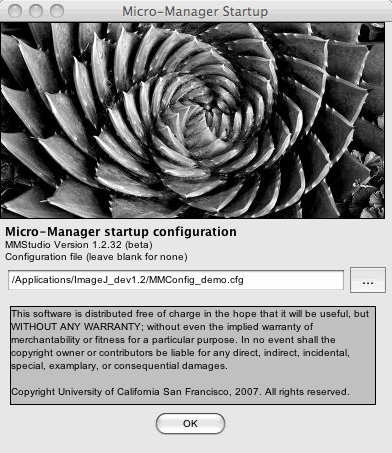 Micro-Manager Startup
Micro-Manager startup configuration
MMStudio Version 1.2.32 (beta)
Configuration file (leave blank for none)
/Applications/ImageJ_dev1.2/MMConfig_demo.cfg
...
This software is distributed free of charge in the hope that it will be useful, but
WITHOUT ANY WARRANTY; without even the implied warranty of
merchantability or fitness for a particular purpose. In no event shall the
copyright owner or contributors be liable for any direct, indirect, incidental,
special, examplary, or consequential damages.
Copyright University of California San Francisco, 2007. All rights reserved.
OK